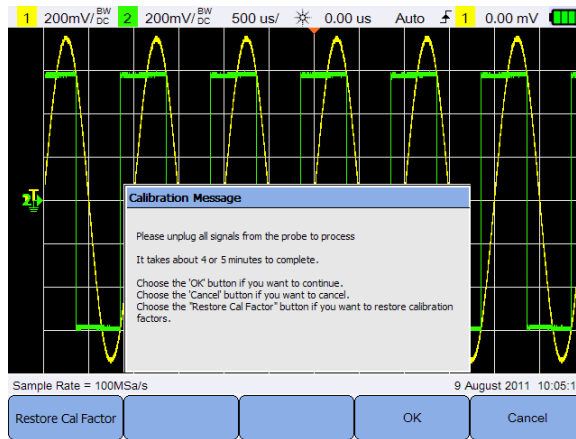 1 200mV/ BW DC 2 200mV/ BW DC 500 us/ 0.00 us Auto 1 0.00 mV
2
Calibration Message
Please unplug all signals from the probe to process
It takes about 4 or 5 minutes to complete.
Choose the 'OK' button if you want to continue.
Choose the 'Cancel' button if you want to cancel.
Choose the "Restore Cal Factor" button if you want to restore calibration
factors.
Sample Rate = 100MSa/s 9 August 2011 10:05:1
Restore Cal Factor OK Cancel